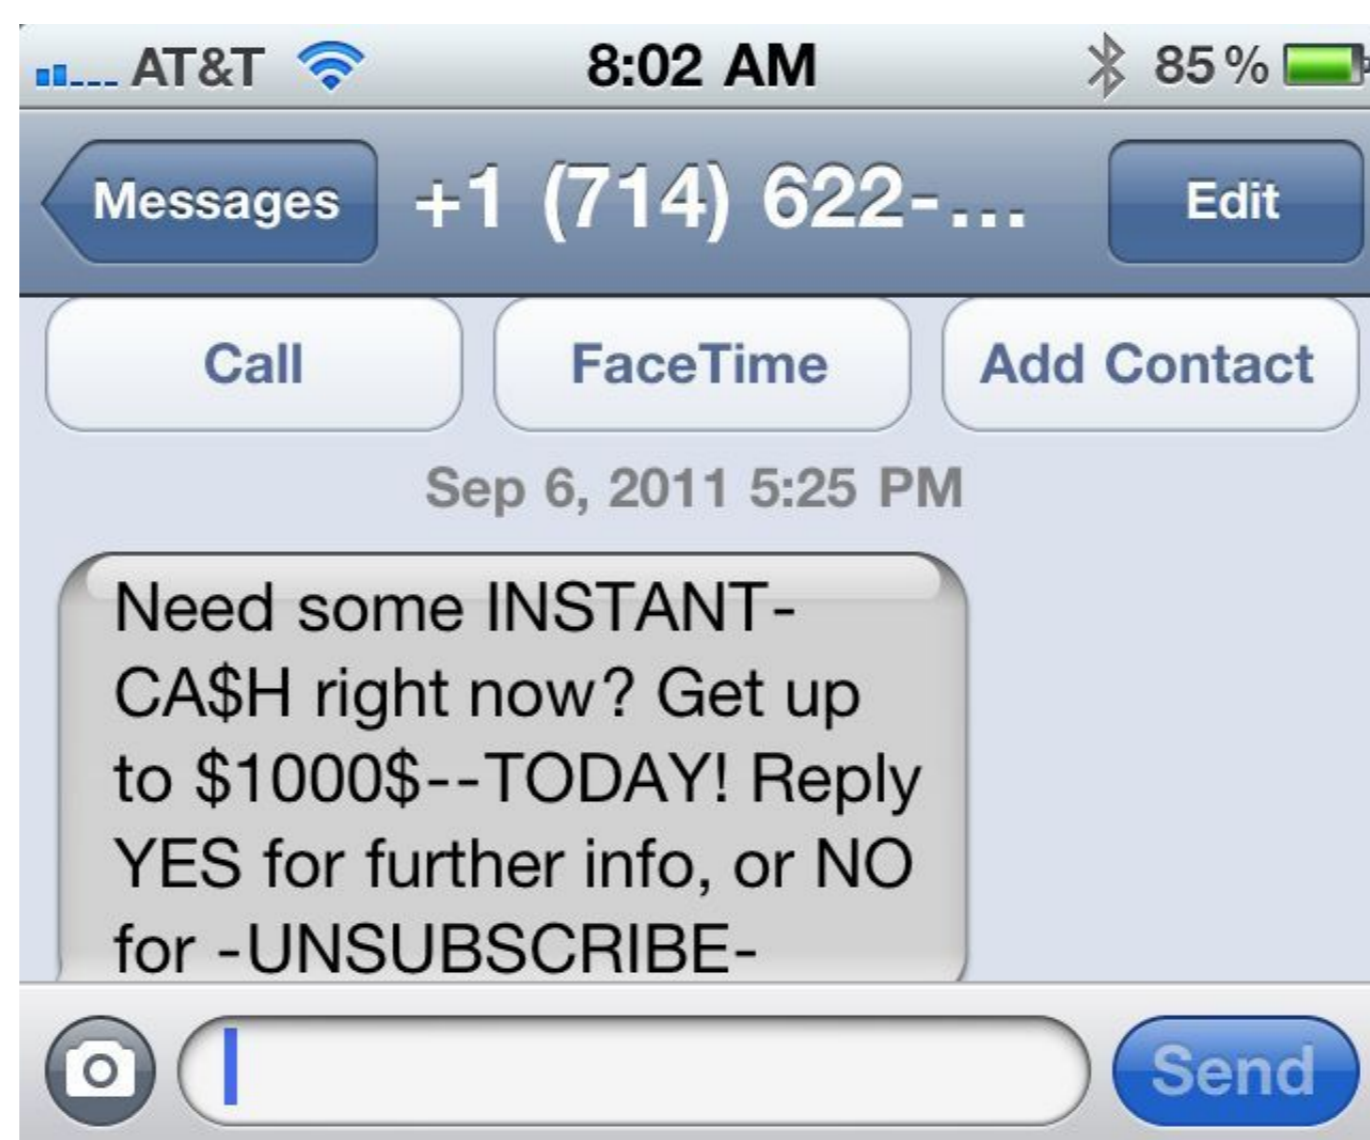 AT&T 8:02 AM 85%
Messages +1 (714) 622-... Edit
Call FaceTime Add Contact
Sep 6, 2011 5:25 PM
Need some INSTANT-
CA$H right now? Get up
to $1000$--TODAY! Reply
YES for further info, or NO
for -UNSUBSCRIBE-
Send